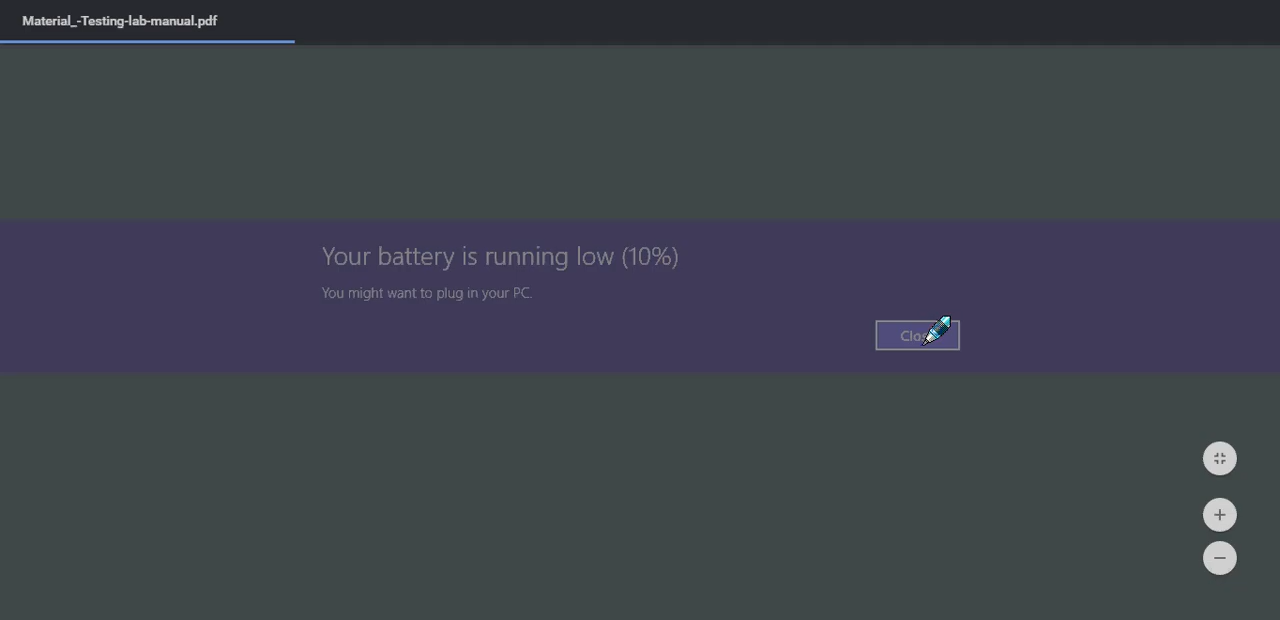 Material_-Testing-lab-manual.pdf
Your battery is running low (10%)
You might want to plug in your PC.